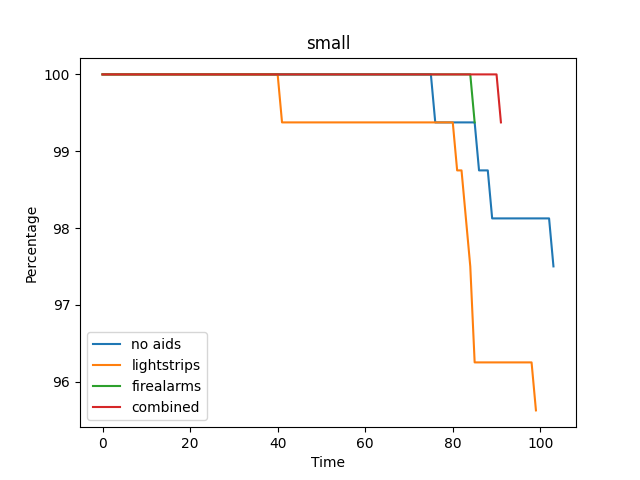 small
Percentage
100
99
98
97
96
no aids
lightstrips
firealarms
combined
0 20 40 60 80 100
Time